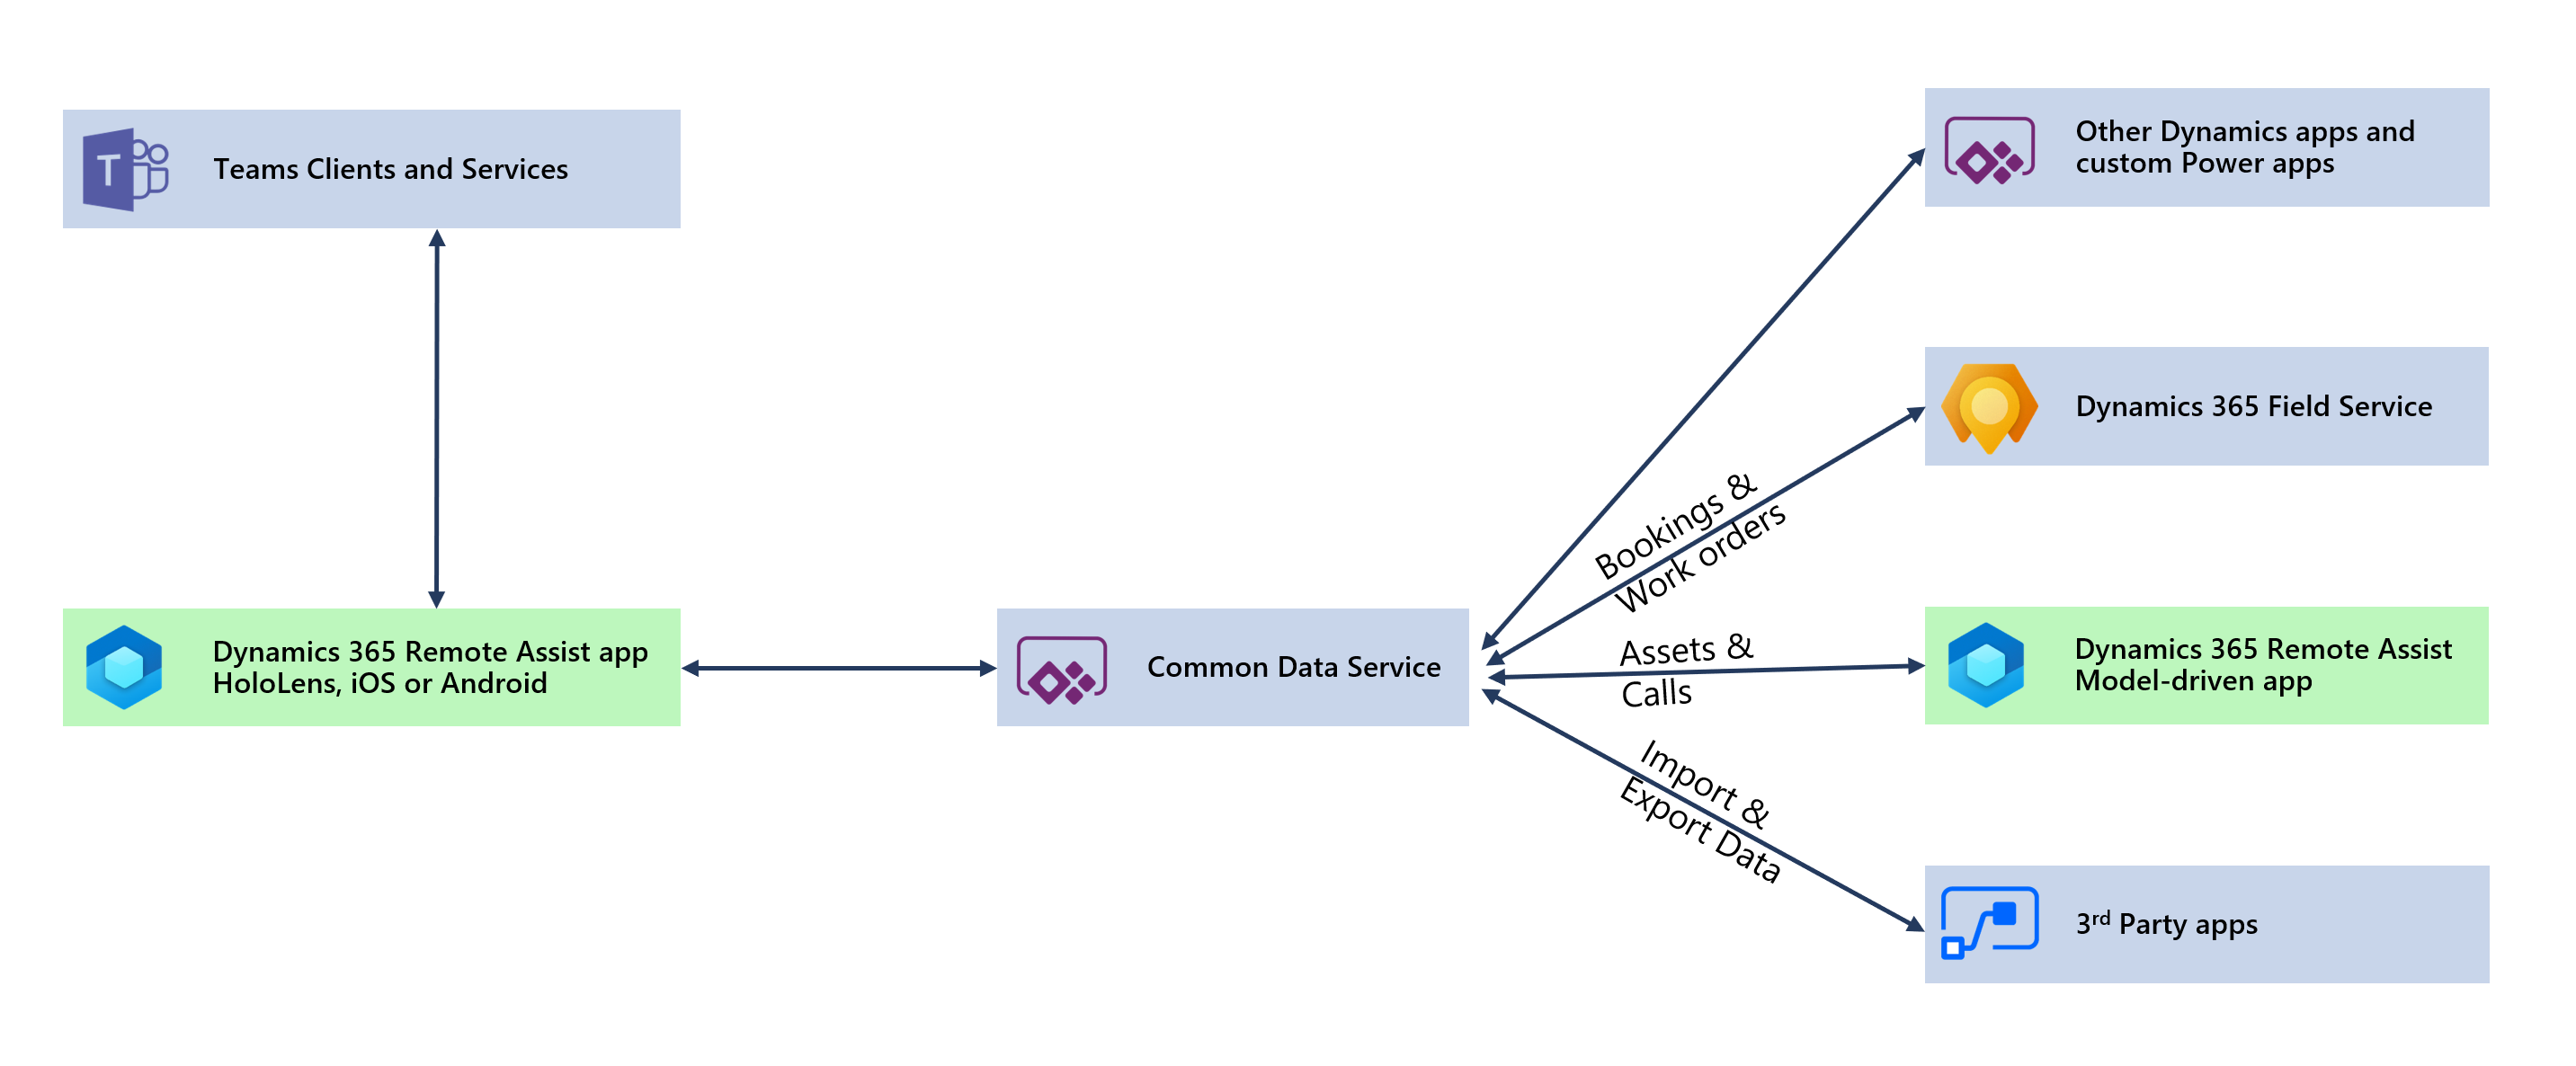 Teams Clients and Services
Dynamics 365 Remote Assist app
HoloLens, iOS or Android
Common Data Service
Other Dynamics apps and
custom Power apps
Dynamics 365 Field Service
Bookings &
Work orders
Assets &
Calls
Dynamics 365 Remote Assist
Model-driven app
Import &
Export Data
3rd Party apps